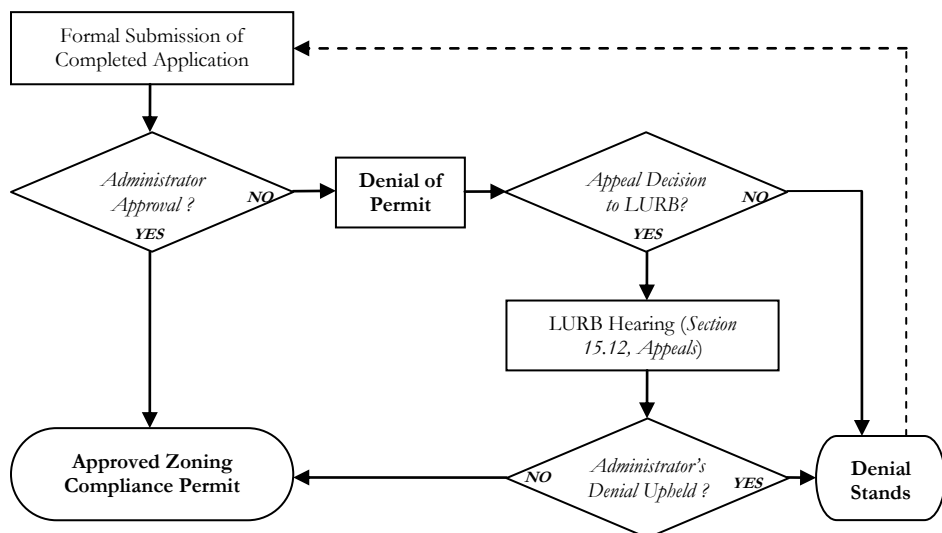 Formal Submission of
Completed Application
Administrator
Approval ?
NO
YES
Denial of
Permit
Appeal Decision
to LURB?
NO
YES
LURB Hearing (Section
15.12, Appeals)
Approved Zoning
Compliance Permit
NO
Administrator's
Denial Upheld ?
YES
Denial
Stands